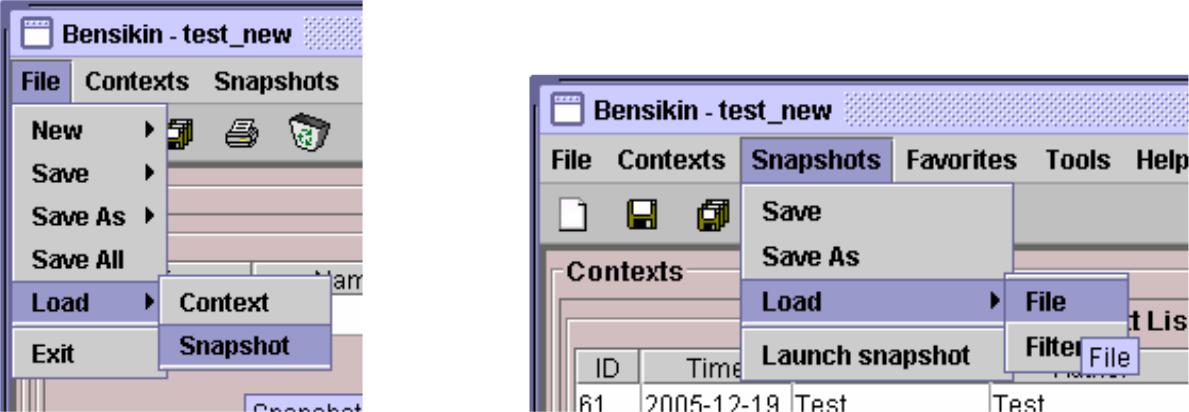 Bensikin - test_new
File Contexts Snapshots
New
Save
Save As
Save All
Nam
Load
Context
Snapshot
Exit
Snapshot
Bensikin - test_new
File Contexts Snapshots Favorites Tools Help
Save
Save As
Contexts
Load
File
t Lis
Launch snapshot
Filter
File
ID Time
61 2005-12-19 Test Test